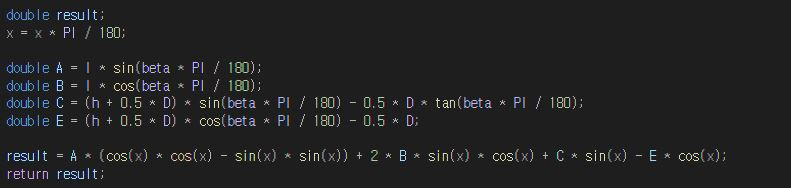 double result;
x = x * PI / 180;
double A = l * sin(beta * PI / 180);
double B = l * cos(beta * PI / 180);
double C = (h + 0.5 * D) * sin(beta * PI / 180) - 0.5 * D * tan(beta * PI / 180);
double E = (h + 0.5 * D) * cos(beta * PI / 180) - 0.5 * D;
result = A * (cos(x) * cos(x) - sin(x) * sin(x)) + 2 * B * sin(x) * cos(x) + C * sin(x) - E * cos(x);
return result;